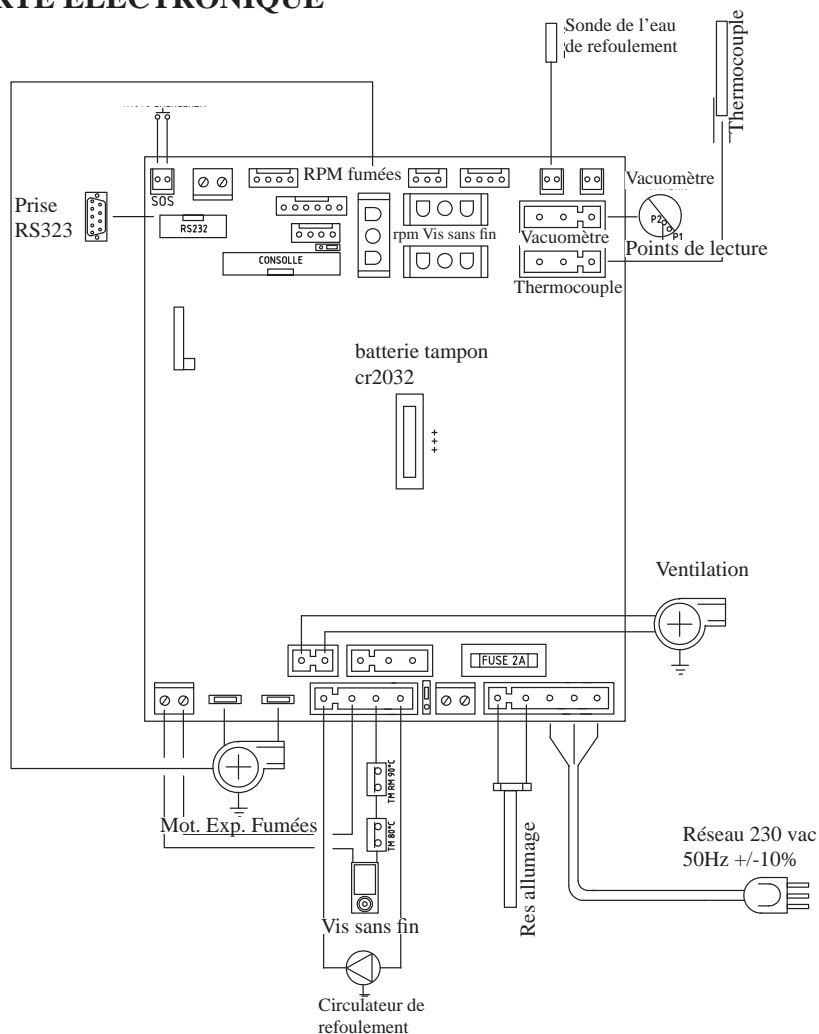 RTE ELECTRONIQUE
Sonde de l'eau
de refoulement
Thermocouple
RPM fumées
SOS
Prise
RS323
RS232
CONSOLLE
rpm Vis sans fin
Vacuomètre
Vacuomètre
P2
P1
Points de lecture
Thermocouple
batterie tampon
cr2032
+++
Ventilation
FUSE 2A
TM RM 90°C
TM 80°C
Mot. Exp. Fumées
Vis sans fin
Res allumage
Réseau 230 vac
50Hz +/-10%
Circulateur de
refoulement